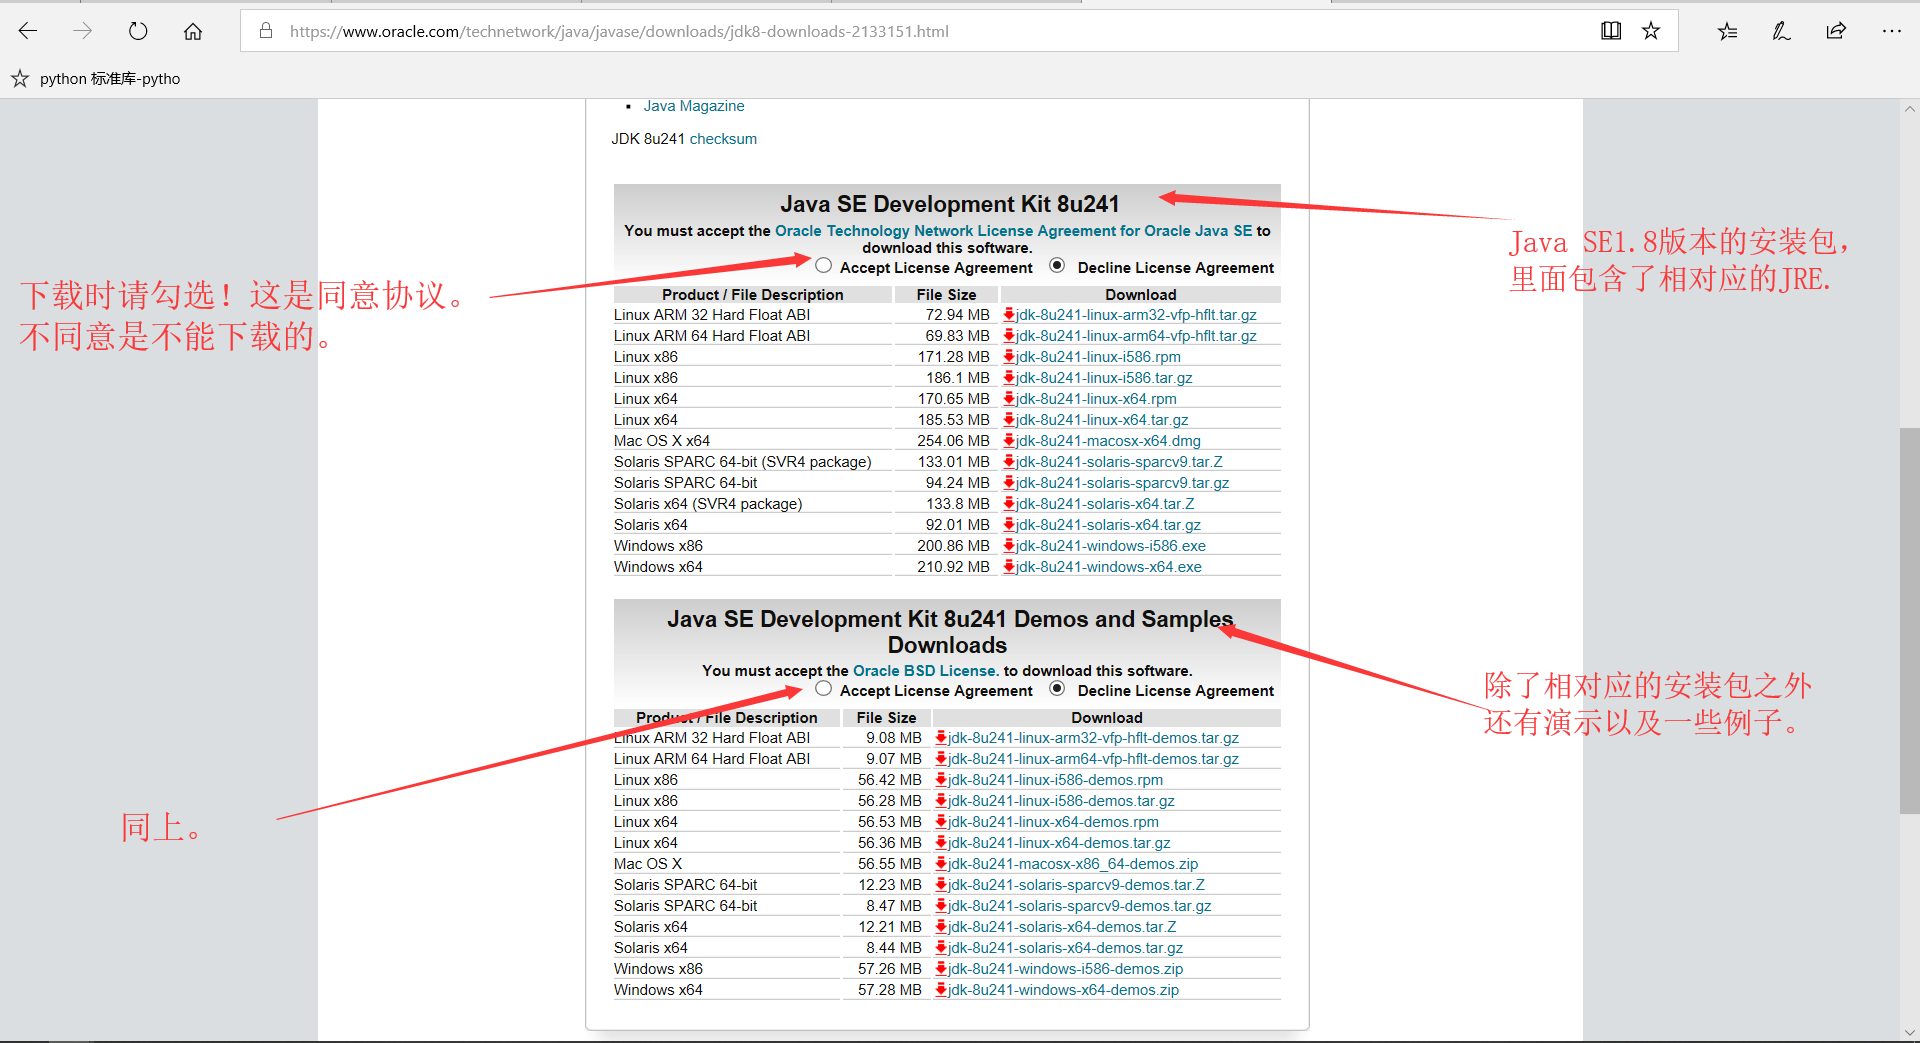 https://www.oracle.com/technetwork/java/javase/downloads/jdk8-downloads-2133151.html
python 标准库-pytho
Java Magazine
JDK 8u241 checksum
Java SE Development Kit 8u241
You must accept the Oracle Technology Network License Agreement for Oracle Java SE to
download this software.
Accept License Agreement Decline License Agreement
Product / File Description File Size Download
Linux ARM 32 Hard Float ABI 72.94 MB jdk-8u241-linux-arm32-vfp-hflt.tar.gz
Linux ARM 64 Hard Float ABI 69.83 MB jdk-8u241-linux-arm64-vfp-hflt.tar.gz
Linux x86 171.28 MB jdk-8u241-linux-i586.rpm
Linux x86 186.1 MB jdk-8u241-linux-i586.tar.gz
Linux x64 170.65 MB jdk-8u241-linux-x64.rpm
Linux x64 185.53 MB jdk-8u241-linux-x64.tar.gz
Mac OS X x64 254.06 MB jdk-8u241-macosx-x64.dmg
Solaris SPARC 64-bit (SVR4 package) 133.01 MB jdk-8u241-solaris-sparcv9.tar.Z
Solaris SPARC 64-bit 94.24 MB jdk-8u241-solaris-sparcv9.tar.gz
Solaris x64 (SVR4 package) 133.8 MB jdk-8u241-solaris-x64.tar.Z
Solaris x64 92.01 MB jdk-8u241-solaris-x64.tar.gz
Windows x86 200.86 MB jdk-8u241-windows-i586.exe
Windows x64 210.92 MB jdk-8u241-windows-x64.exe
Java SE Development Kit 8u241 Demos and Samples
Downloads
You must accept the Oracle BSD License. to download this software.
Accept License Agreement Decline License Agreement
Product / File Description File Size Download
Linux ARM 32 Hard Float ABI 9.08 MB jdk-8u241-linux-arm32-vfp-hflt-demos.tar.gz
Linux ARM 64 Hard Float ABI 9.07 MB jdk-8u241-linux-arm64-vfp-hflt-demos.tar.gz
Linux x86 56.42 MB jdk-8u241-linux-i586-demos.rpm
Linux x86 56.28 MB jdk-8u241-linux-i586-demos.tar.gz
Linux x64 56.53 MB jdk-8u241-linux-x64-demos.rpm
Linux x64 56.36 MB jdk-8u241-linux-x64-demos.tar.gz
Mac OS X 56.55 MB jdk-8u241-macosx-x86_64-demos.zip
Solaris SPARC 64-bit 12.23 MB jdk-8u241-solaris-sparcv9-demos.tar.Z
Solaris SPARC 64-bit 8.47 MB jdk-8u241-solaris-sparcv9-demos.tar.gz
Solaris x64 12.21 MB jdk-8u241-solaris-x64-demos.tar.Z
Solaris x64 8.44 MB jdk-8u241-solaris-x64-demos.tar.gz
Windows x86 57.26 MB jdk-8u241-windows-i586-demos.zip
Windows x64 57.28 MB jdk-8u241-windows-x64-demos.zip
下载时请勾选！这是同意协议。
不同意是不能下载的。
同上。
Java SE1.8版本的安装包，
里面包含了相对应的JRE.
除了相对应的安装包之外
还有演示以及一些例子。